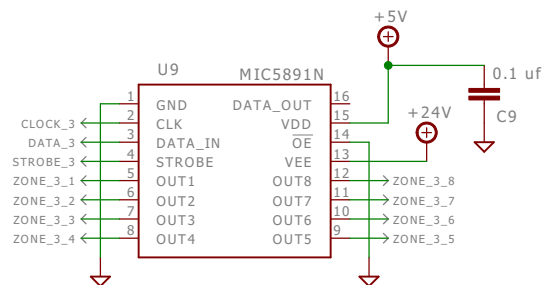 +5V
U9
MIC5891N
0.1 uf
C9
+24V
1 GND DATA_OUT 16
CLOCK_3 2 CLK VDD 15
DATA_3 3 DATA_IN OE 14
STROBE_3 4 STROBE VEE 13
ZONE_3_1 5 OUT1 OUT8 12 ZONE_3_8
ZONE_3_2 6 OUT2 OUT7 11 ZONE_3_7
ZONE_3_3 7 OUT3 OUT6 10 ZONE_3_6
ZONE_3_4 8 OUT4 OUT5 9 ZONE_3_5